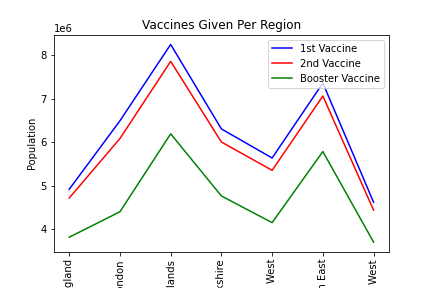 Vaccines Given Per Region
1e6
8
7
6
5
4
Population
1st Vaccine
2nd Vaccine
Booster Vaccine
gland
ondon
lands
kshire
West
East
West